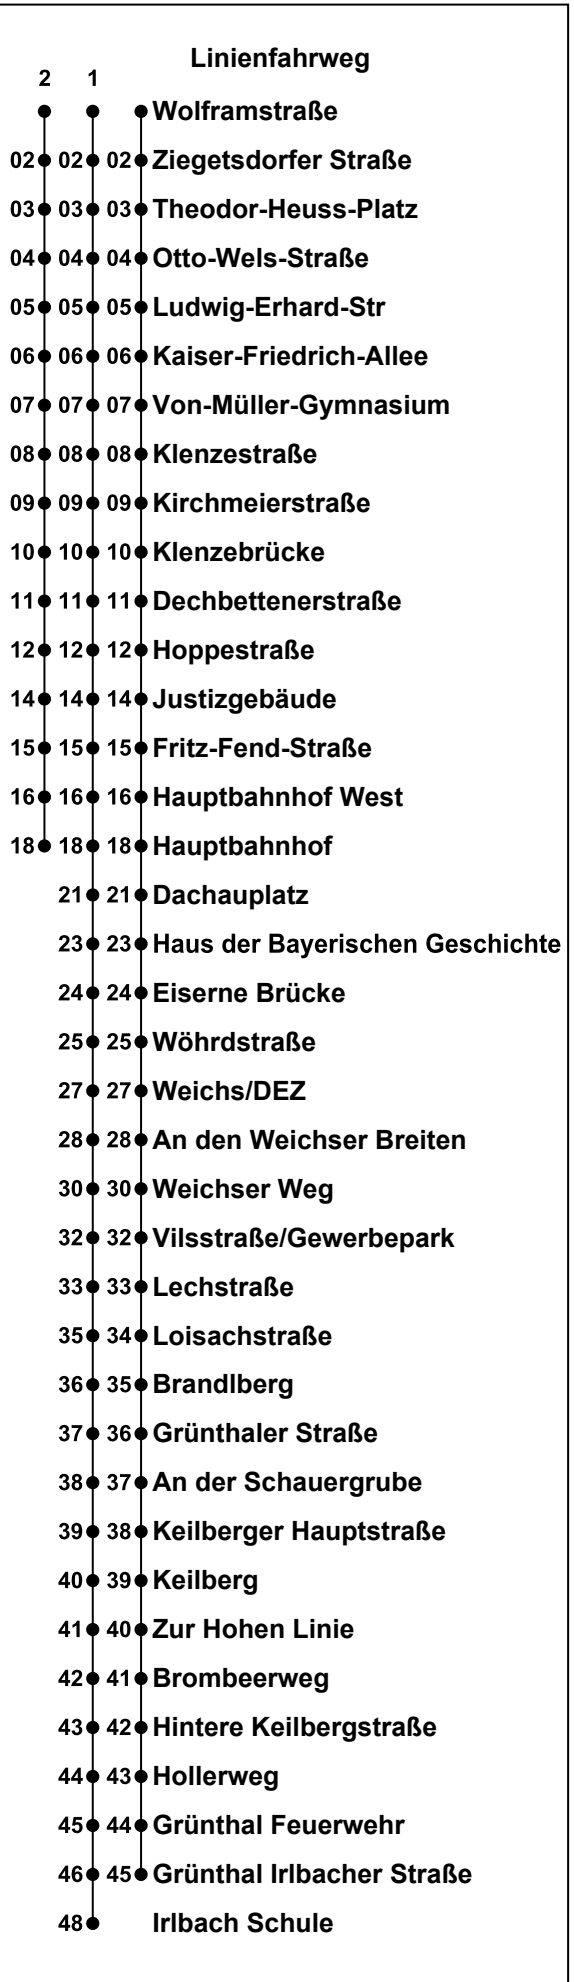 Linienfahrweg
2 1
Wolframstraße
02 02 02 Ziegetsdorfer Straße
03 03 03 Theodor-Heuss-Platz
04 04 04 Otto-Wels-Straße
05 05 05 Ludwig-Erhard-Str
06 06 06 Kaiser-Friedrich-Allee
07 07 07 Von-Müller-Gymnasium
08 08 08 Klenzestraße
09 09 09 Kirchmeierstraße
10 10 10 Klenzebrücke
11 11 11 Dechbettenerstraße
12 12 12 Hoppestraße
14 14 14 Justizgebäude
15 15 15 Fritz-Fend-Straße
16 16 16 Hauptbahnhof West
18 18 18 Hauptbahnhof
21 21 Dachauplatz
23 23 Haus der Bayerischen Geschichte
24 24 Eiserne Brücke
25 25 Wöhrdstraße
27 27 Weichs/DEZ
28 28 An den Weichser Breiten
30 30 Weichser Weg
32 32 Vilsstraße/Gewerbepark
33 33 Lechstraße
35 34 Loisachstraße
36 35 Brandlberg
37 36 Grünthaler Straße
38 37 An der Schauergrube
39 38 Keilberger Hauptstraße
40 39 Keilberg
41 40 Zur Hohen Linie
42 41 Brombeerweg
43 42 Hintere Keilbergstraße
44 43 Hollerweg
45 44 Grünthal Feuerwehr
46 45 Grünthal Irlbacher Straße
48 Irlbach Schule